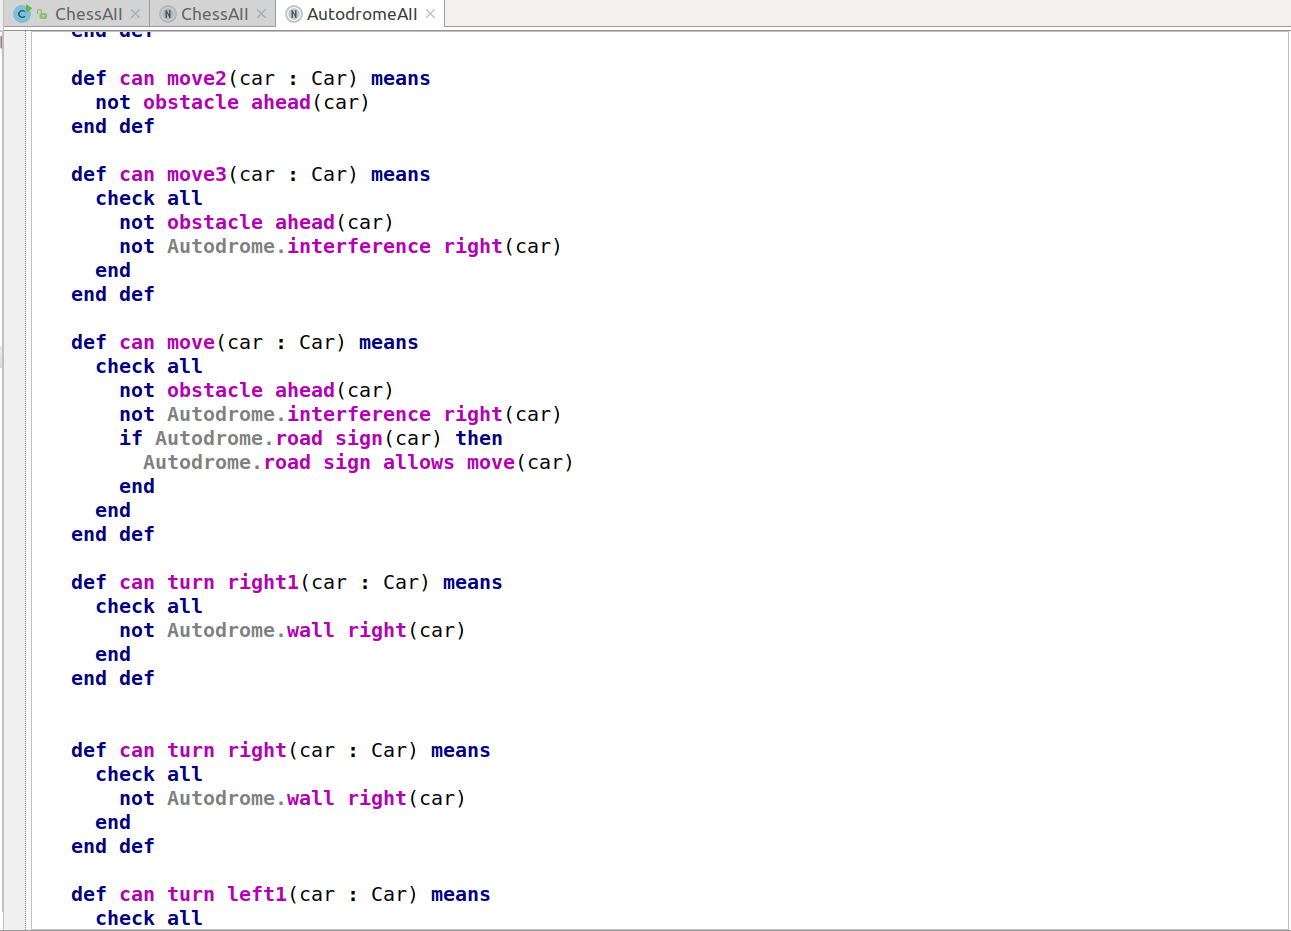 ChessAll ChessAll AutodromeAll
end def
def can move2(car : Car) means
not obstacle ahead(car)
end def
def can move3(car : Car) means
check all
not obstacle ahead(car)
not Autodrome.interference right(car)
end
end def
def can move(car : Car) means
check all
not obstacle ahead(car)
not Autodrome.interference right(car)
if Autodrome.road sign(car) then
Autodrome.road sign allows move(car)
end
end
end def
def can turn right1(car : Car) means
check all
not Autodrome.wall right(car)
end
end def
def can turn right(car : Car) means
check all
not Autodrome.wall right(car)
end
end def
def can turn left1(car : Car) means
check all